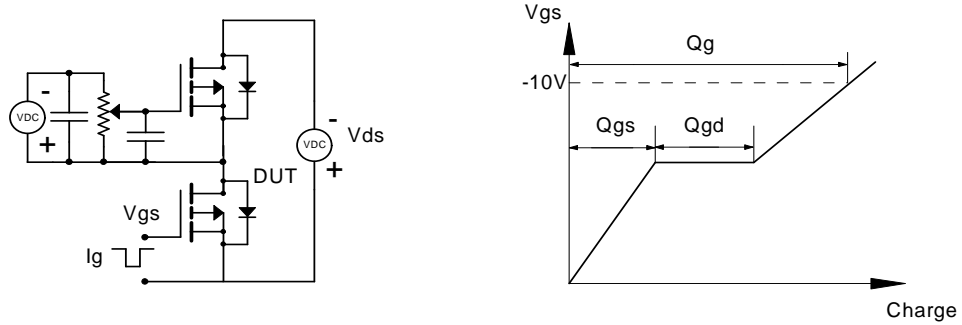 -
VDC
+
-
VDC
+
Vds
DUT
Vgs
Ig
Vgs
Qg
-10V
Qgs
Qgd
Charge